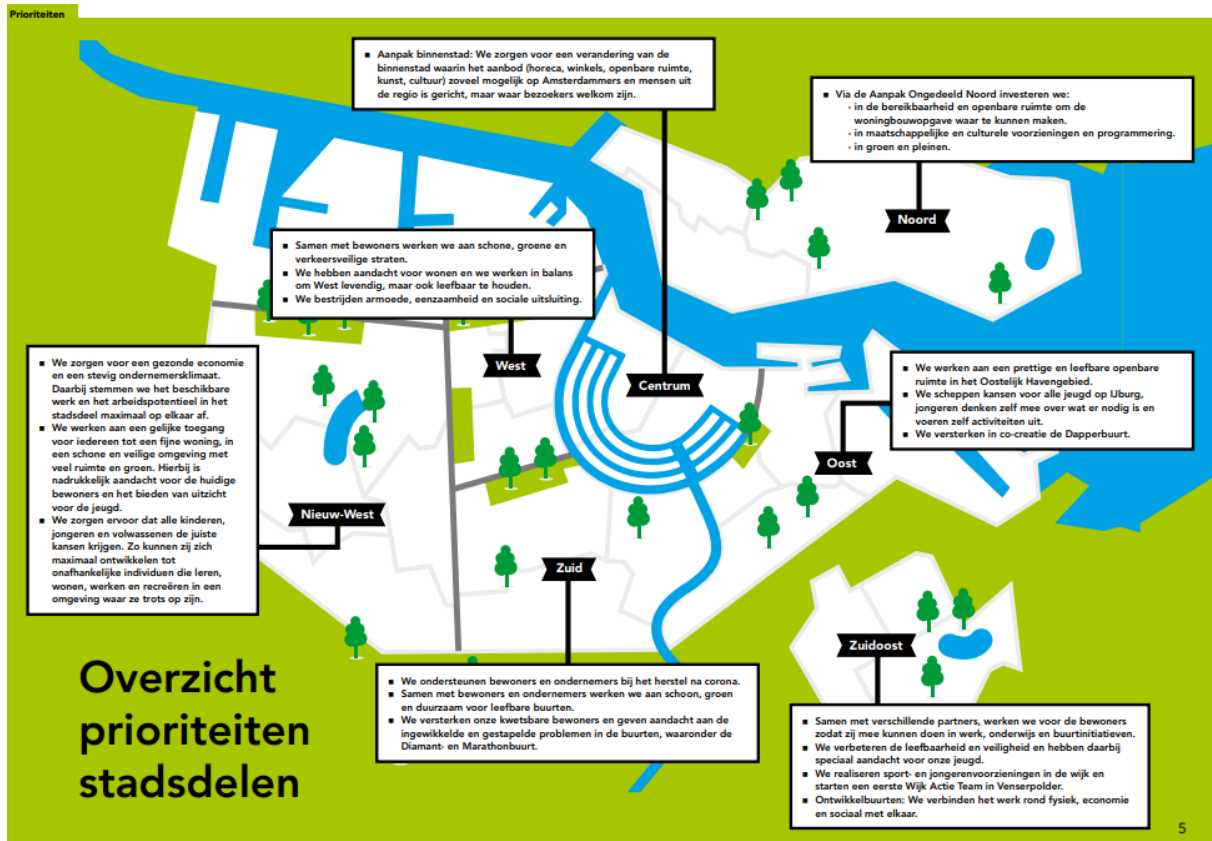 Prioriteiten
▪ Aanpak binnenstad: We zorgen voor een verandering van de
binnenstad waarin het aanbod (horeca, winkels, openbare ruimte,
kunst, cultuur) zoveel mogelijk op Amsterdammers en mensen uit
de regio is gericht, maar waar bezoekers welkom zijn.
▪ Via de Aanpak Ongedeeld Noord investeren we:
- in de bereikbaarheid en openbare ruimte om de
woningbouwopgave waar te kunnen maken.
- in maatschappelijke en culturele voorzieningen en programmering.
- in groen en pleinen.
Noord
▪ Samen met bewoners werken we aan schone, groene en
verkeersveilige straten.
▪ We hebben aandacht voor wonen en we werken in balans
om West levendig, maar ook leefbaar te houden.
▪ We bestrijden armoede, eenzaamheid en sociale uitsluiting.
West
Centrum
▪ We zorgen voor een gezonde economie
en een stevig ondernemersklimaat.
Daarbij stemmen we het beschikbare
werk en het arbeidspotentieel in het
stadsdeel maximaal op elkaar af.
▪ We werken aan een gelijke toegang
voor iedereen tot een fijne woning, in
een schone en veilige omgeving met
veel ruimte en groen. Hierbij is
nadrukkelijk aandacht voor de huidige
bewoners en het bieden van uitzicht
voor de jeugd.
▪ We zorgen ervoor dat alle kinderen,
jongeren en volwassenen de juiste
kansen krijgen. Zo kunnen zij zich
maximaal ontwikkelen tot
onafhankelijke individuen die leren,
wonen, werken en recreëren in een
omgeving waar ze trots op zijn.
Nieuw-West
▪ We werken aan een prettige en leefbare openbare
ruimte in het Oostelijk Havengebied.
▪ We scheppen kansen voor alle jeugd op IJburg,
jongeren denken zelf mee over wat er nodig is en
voeren zelf activiteiten uit.
▪ We versterken in co-creatie de Dapperbuurt.
Oost
Zuid
▪ We ondersteunen bewoners en ondernemers bij het herstel na corona.
▪ Samen met bewoners en ondernemers werken we aan schoon, groen
en duurzaam voor leefbare buurten.
▪ We versterken onze kwetsbare bewoners en geven aandacht aan de
ingewikkelde en gestapelde problemen in de buurten, waaronder de
Diamant- en Marathonbuurt.
Zuidoost
▪ Samen met verschillende partners, werken we voor de bewoners
zodat zij mee kunnen doen in werk, onderwijs en buurtinitiatieven.
▪ We verbeteren de leefbaarheid en veiligheid en hebben daarbij
speciaal aandacht voor onze jeugd.
▪ We realiseren sport- en jongerenvoorzieningen in de wijk en
starten een eerste Wijk Actie Team in Venserpolder.
▪ Ontwikkelbuurten: We verbinden het werk rond fysiek, economie
en sociaal met elkaar.
Overzicht
prioriteiten
stadsdelen
5